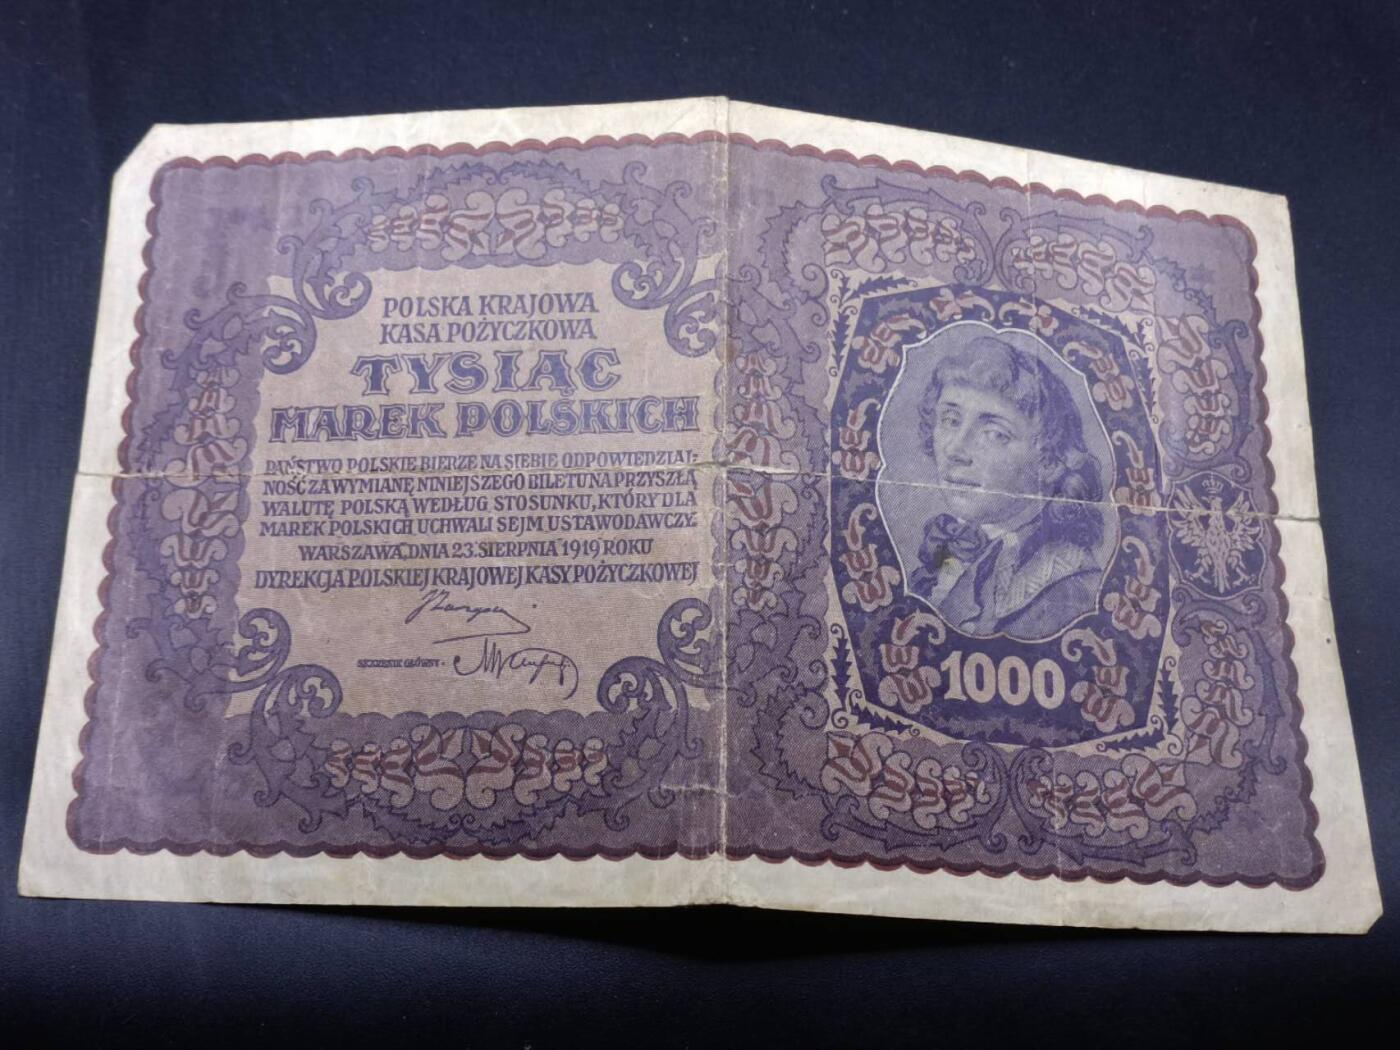 POLSKA KRAJOWA
KASA POŻYCZKOWA
TYSIĄC
MAREK POLSKICH
PAŃSTWO POLSKIE BIERZE NA SIEBIE ODPOWIEDZIAL-
NOŚĆ ZA WYMIANĘ NINIEJSZEGO BILETU NA PRZYSZŁĄ
WALUTĘ POLSKĄ WEDŁUG STOSUNKU, KTÓRY DLA
MAREK POLSKICH UCHWALI SEJM USTAWODAWCZY.
WARSZAWA, DNIA 23. SIERPNIA 1919 ROKU
DYREKCJA POLSKIEJ KRAJOWEJ KASY POŻYCZKOWEJ
SKARBNIK GŁÓWNY.
1000